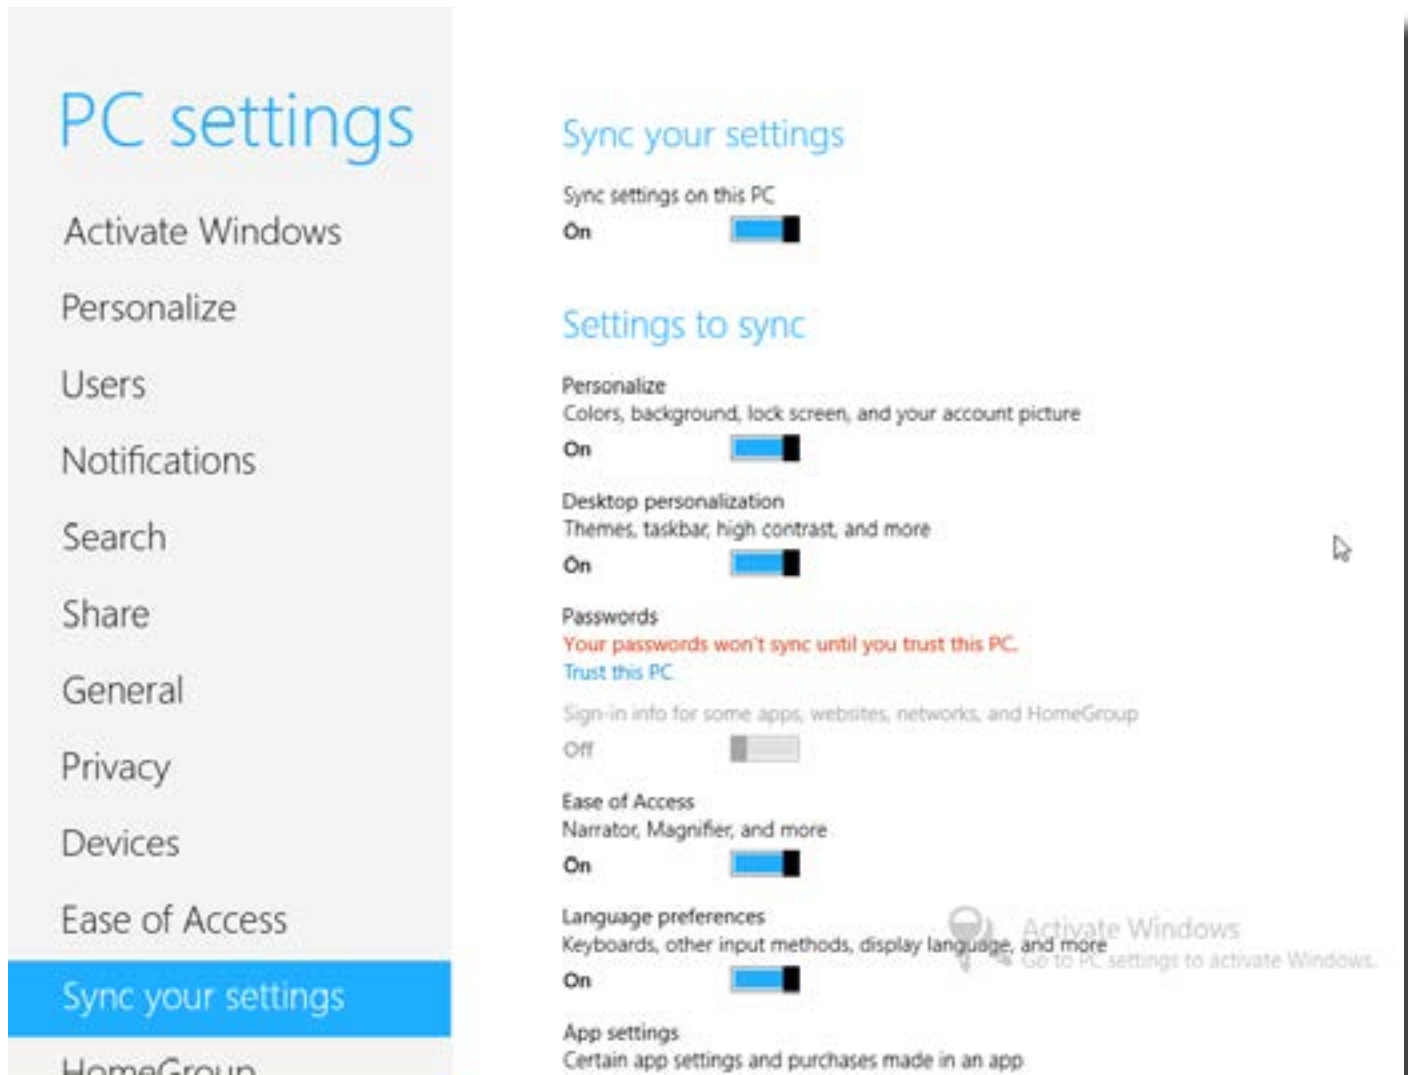 PC settings
Activate Windows
Personalize
Users
Notifications
Search
Share
General
Privacy
Devices
Ease of Access
Sync your settings
HomeGroup
Sync your settings
Sync settings on this PC
On
Settings to sync
Personalize
Colors, background, lock screen, and your account picture
On
Desktop personalization
Themes, taskbar, high contrast, and more
On
Passwords
Your passwords won't sync until you trust this PC.
Trust this PC
Sign-in info for some apps, websites, networks, and HomeGroup
Off
Ease of Access
Narrator, Magnifier, and more
On
Language preferences
Keyboards, other input methods, display language, and more
On
App settings
Certain app settings and purchases made in an app
Activate Windows
Go to PC settings to activate Windows.